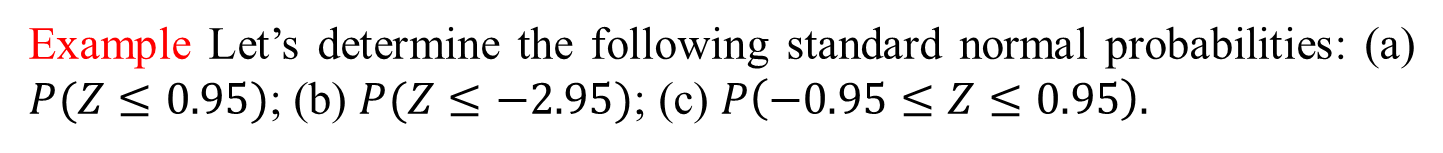 Example Let’s determine the following standard normal probabilities: (a)
P(Z ≤ 0.95); (b) P(Z ≤ −2.95); (c) P(−0.95 ≤ Z ≤ 0.95).